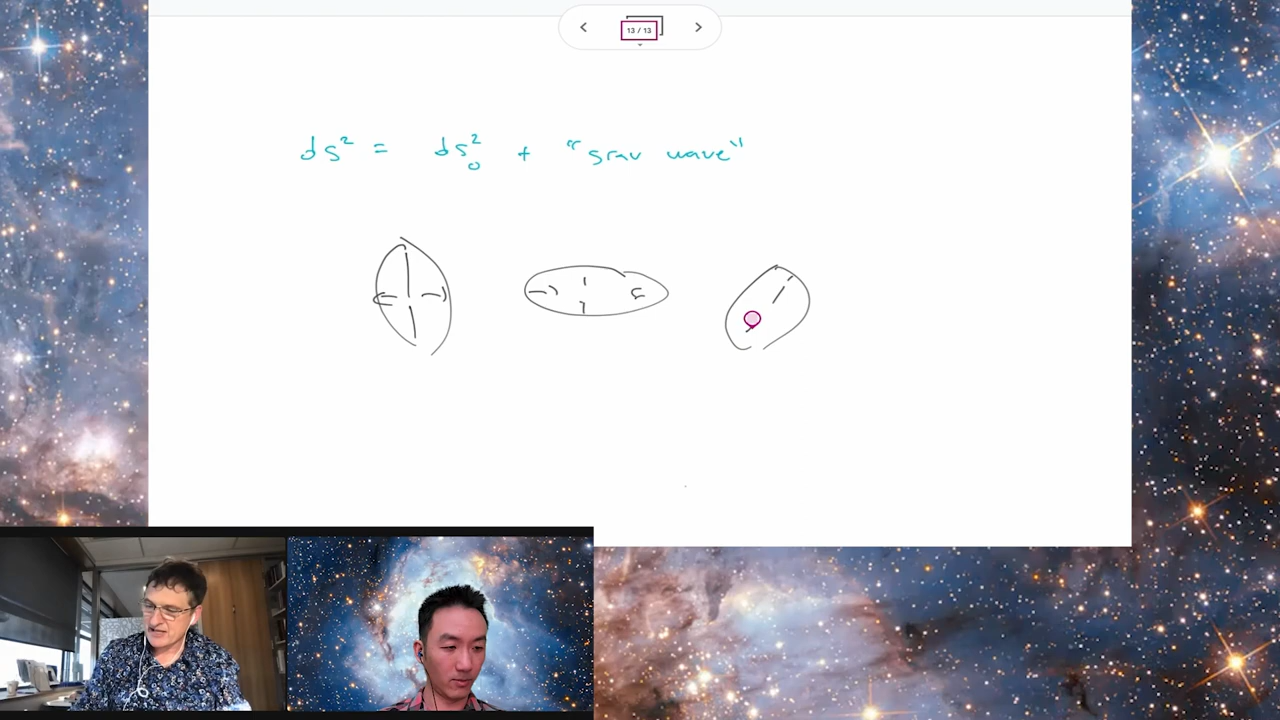 13 / 13
ds² = ds₀² + "grav wave"